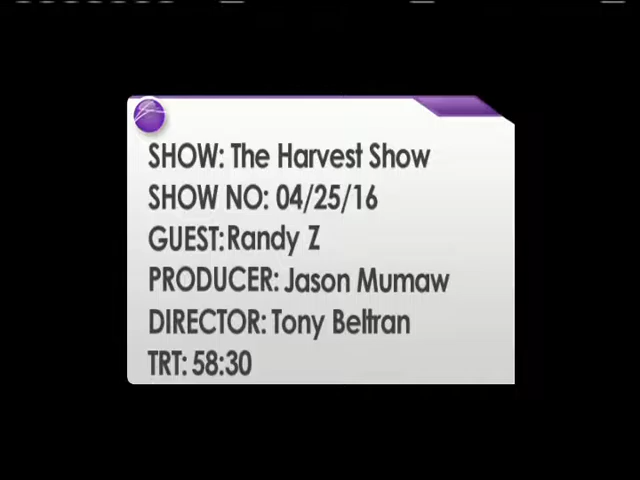 SHOW: The Harvest Show
SHOW NO: 04/25/16
GUEST: Randy Z
PRODUCER: Jason Mumaw
DIRECTOR: Tony Beltran
TRT: 58:30